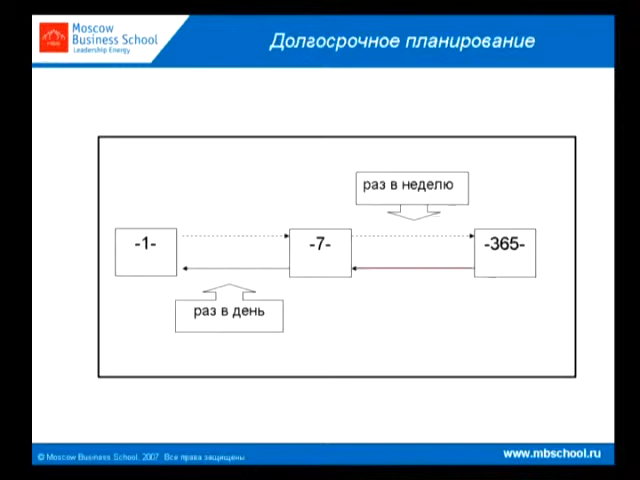 Moscow
Business School
Leadership Energy
Долгосрочное планирование
раз в неделю
-1-
-7-
-365-
раз в день
© Moscow Business School, 2007 Все права защищены
www.mbschool.ru